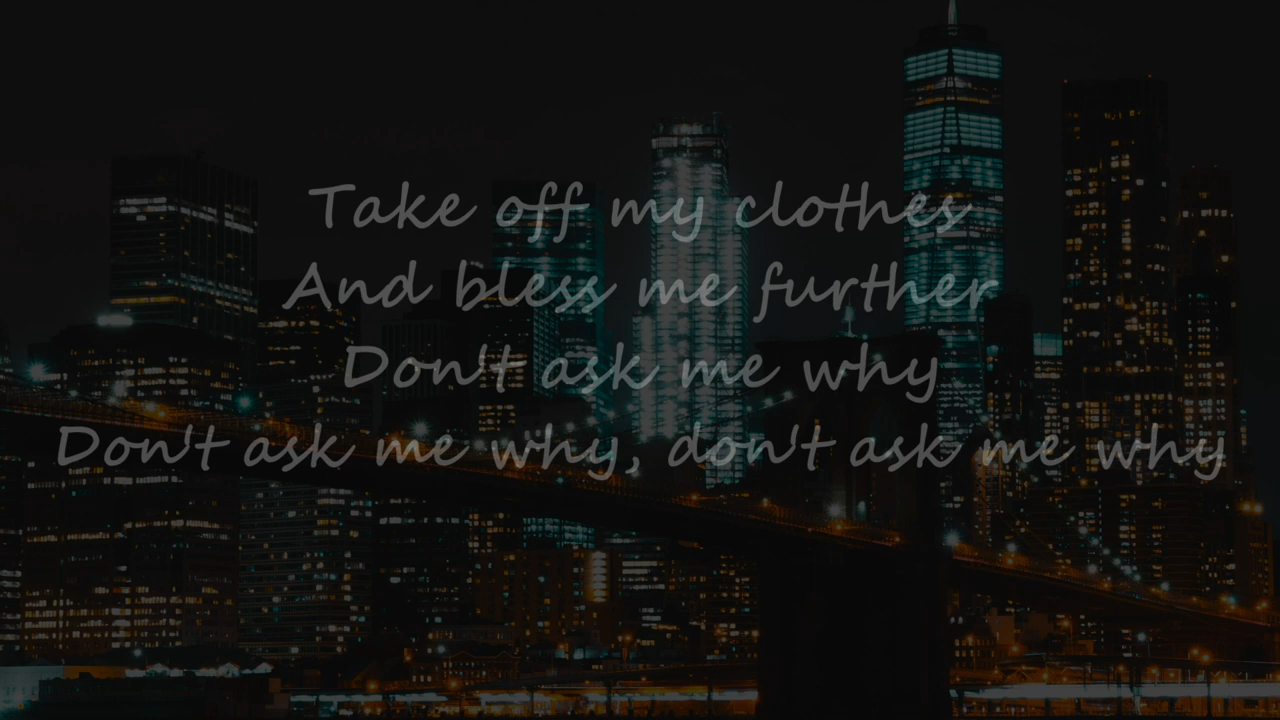 Take off my clothes
And bless me further
Don't ask me why
Don't ask me why, don't ask me why